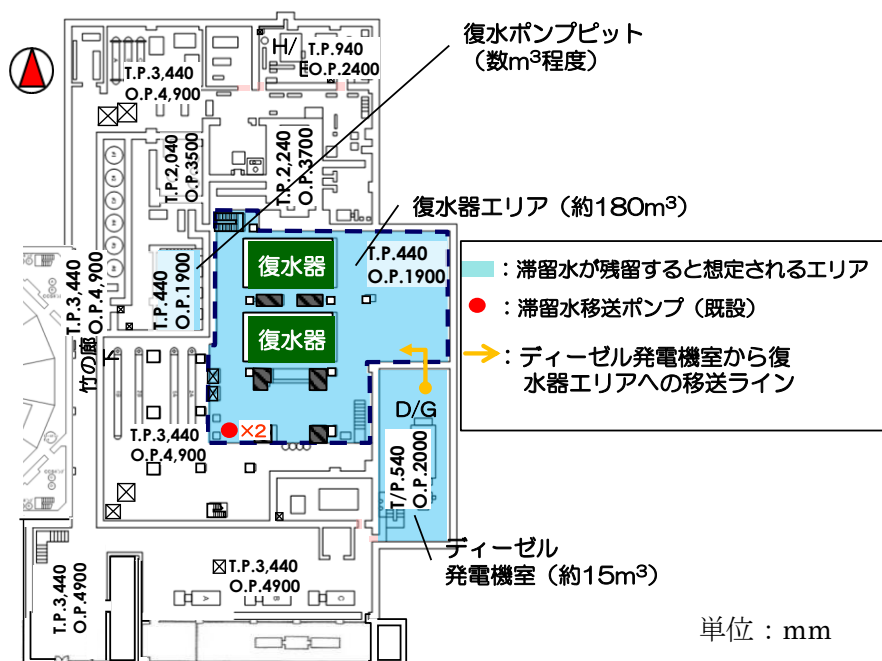 復水ポンプピット
（数m³程度）
H/
E
T.P.940
O.P.2400
T.P.3,440
O.P.4,900
T.P.2,040
O.P.3500
T.P.2,240
O.P.3700
復水器エリア（約180m³）
復水器
T.P.440
O.P.1900
T.P.440
O.P.1900
T.P.3,440
O.P.4,900
竹の廊
下
復水器
：滞留水が残留すると想定されるエリア
：滞留水移送ポンプ（既設）
：ディーゼル発電機室から復
水器エリアへの移送ライン
D/G
×2
T.P.3,440
O.P.4,900
T/P.540
O.P.2000
ディーゼル
発電機室（約15m³）
T.P.3,440
O.P.4900
T.P.3,440
O.P.4900
A
B
C
単位：mm